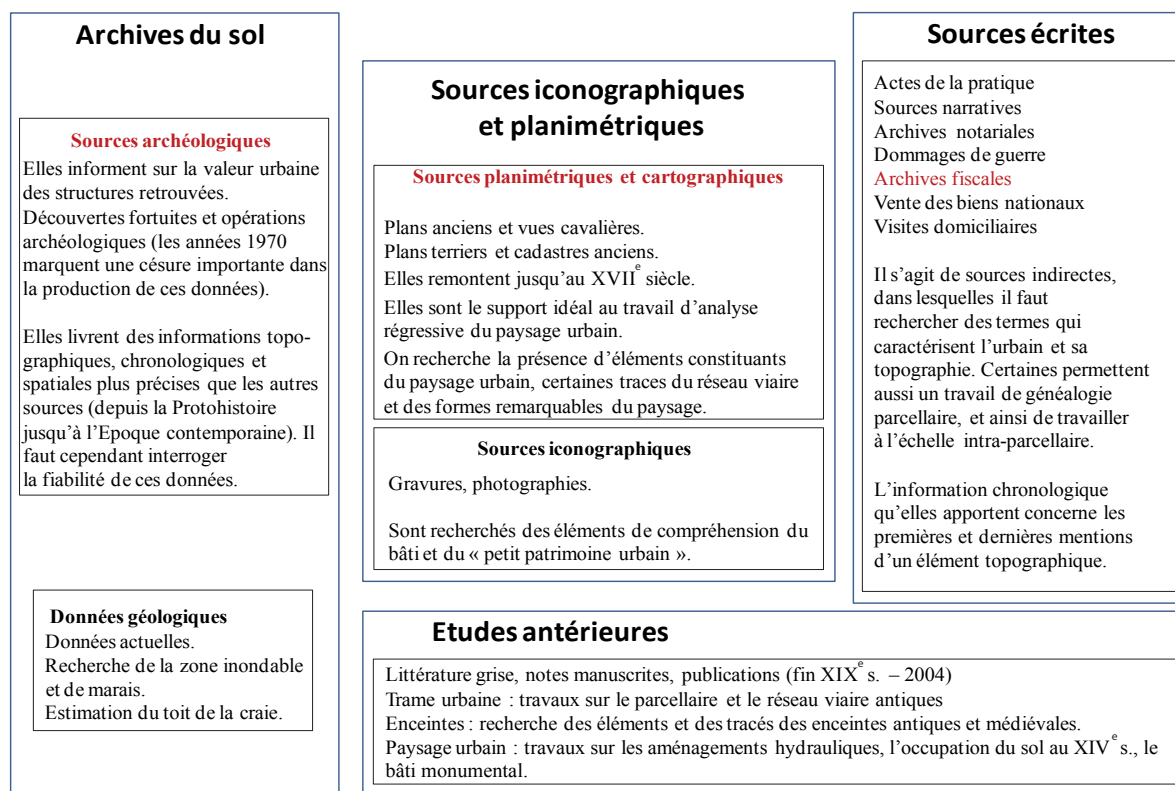 Archives du sol
Sources archéologiques
Elles informent sur la valeur urbaine
des structures retrouvées.
Découvertes fortuites et opérations
archéologiques (les années 1970
marquent une césure importante dans
la production de ces données).
Elles livrent des informations topo-
graphiques, chronologiques et
spatiales plus précises que les autres
sources (depuis la Protohistoire
jusqu’à l’Epoque contemporaine). Il
faut cependant interroger
la fiabilité de ces données.
Données géologiques
Données actuelles.
Recherche de la zone inondable
et de marais.
Estimation du toit de la craie.
Sources iconographiques
et planimétriques
Sources planimétriques et cartographiques
Plans anciens et vues cavalières.
Plans terriers et cadastres anciens.
Elles remontent jusqu’au XVIIe siècle.
Elles sont le support idéal au travail d’analyse
régressive du paysage urbain.
On recherche la présence d’éléments constituants
du paysage urbain, certaines traces du réseau viaire
et des formes remarquables du paysage.
Sources iconographiques
Gravures, photographies.
Sont recherchés des éléments de compréhension du
bâti et du « petit patrimoine urbain ».
Sources écrites
Actes de la pratique
Sources narratives
Archives notariales
Dommages de guerre
Archives fiscales
Vente des biens nationaux
Visites domiciliaires
Il s’agit de sources indirectes,
dans lesquelles il faut
rechercher des termes qui
caractérisent l’urbain et sa
topographie. Certaines permettent
aussi un travail de généalogie
parcellaire, et ainsi de travailler
à l’échelle intra-parcellaire.
L’information chronologique
qu’elles apportent concerne les
premières et dernières mentions
d’un élément topographique.
Etudes antérieures
Littérature grise, notes manuscrites, publications (fin XIXe s. – 2004)
Trame urbaine : travaux sur le parcellaire et le réseau viaire antiques
Enceintes : recherche des éléments et des tracés des enceintes antiques et médiévales.
Paysage urbain : travaux sur les aménagements hydrauliques, l’occupation du sol au XIVe s., le
bâti monumental.